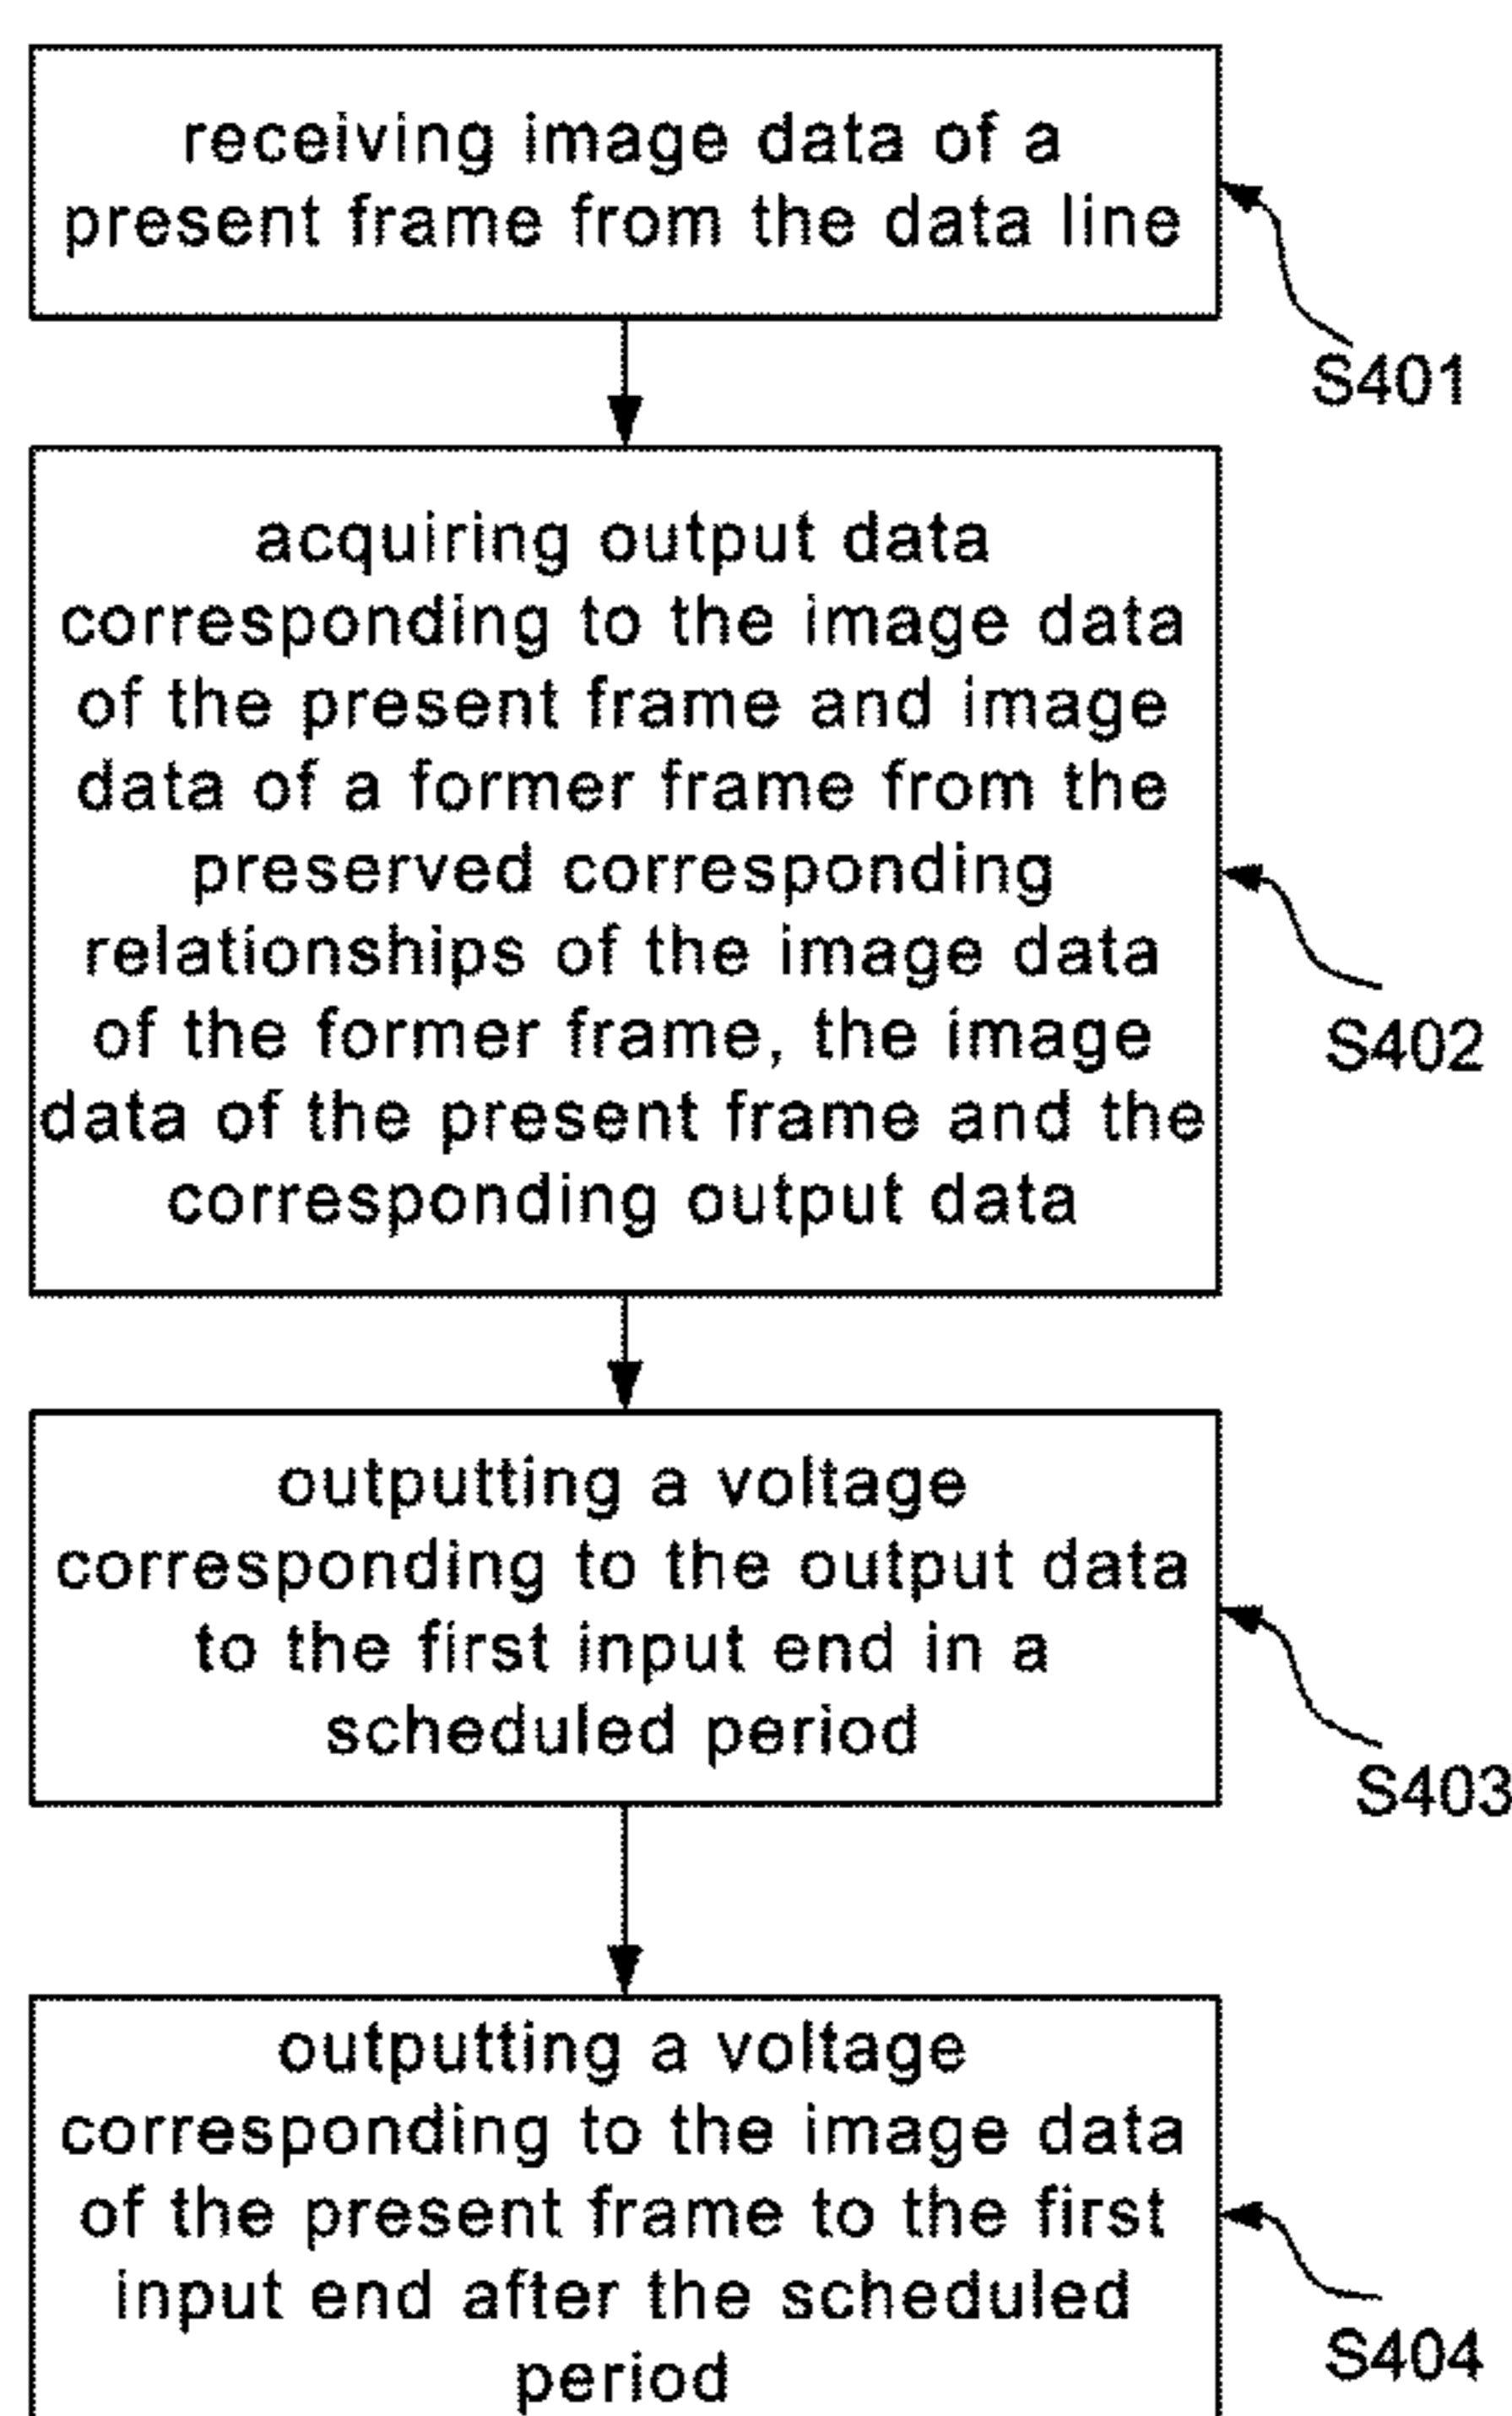 receiving image data of a
present frame from the data line
S401
acquiring output data
corresponding to the image data
of the present frame and image
data of a former frame from the
preserved corresponding
relationships of the image data
of the former frame, the image
data of the present frame and the
corresponding output data
S402
outputting a voltage
corresponding to the output data
to the first input end in a
scheduled period
S403
outputting a voltage
corresponding to the image data
of the present frame to the first
input end after the scheduled
period
S404